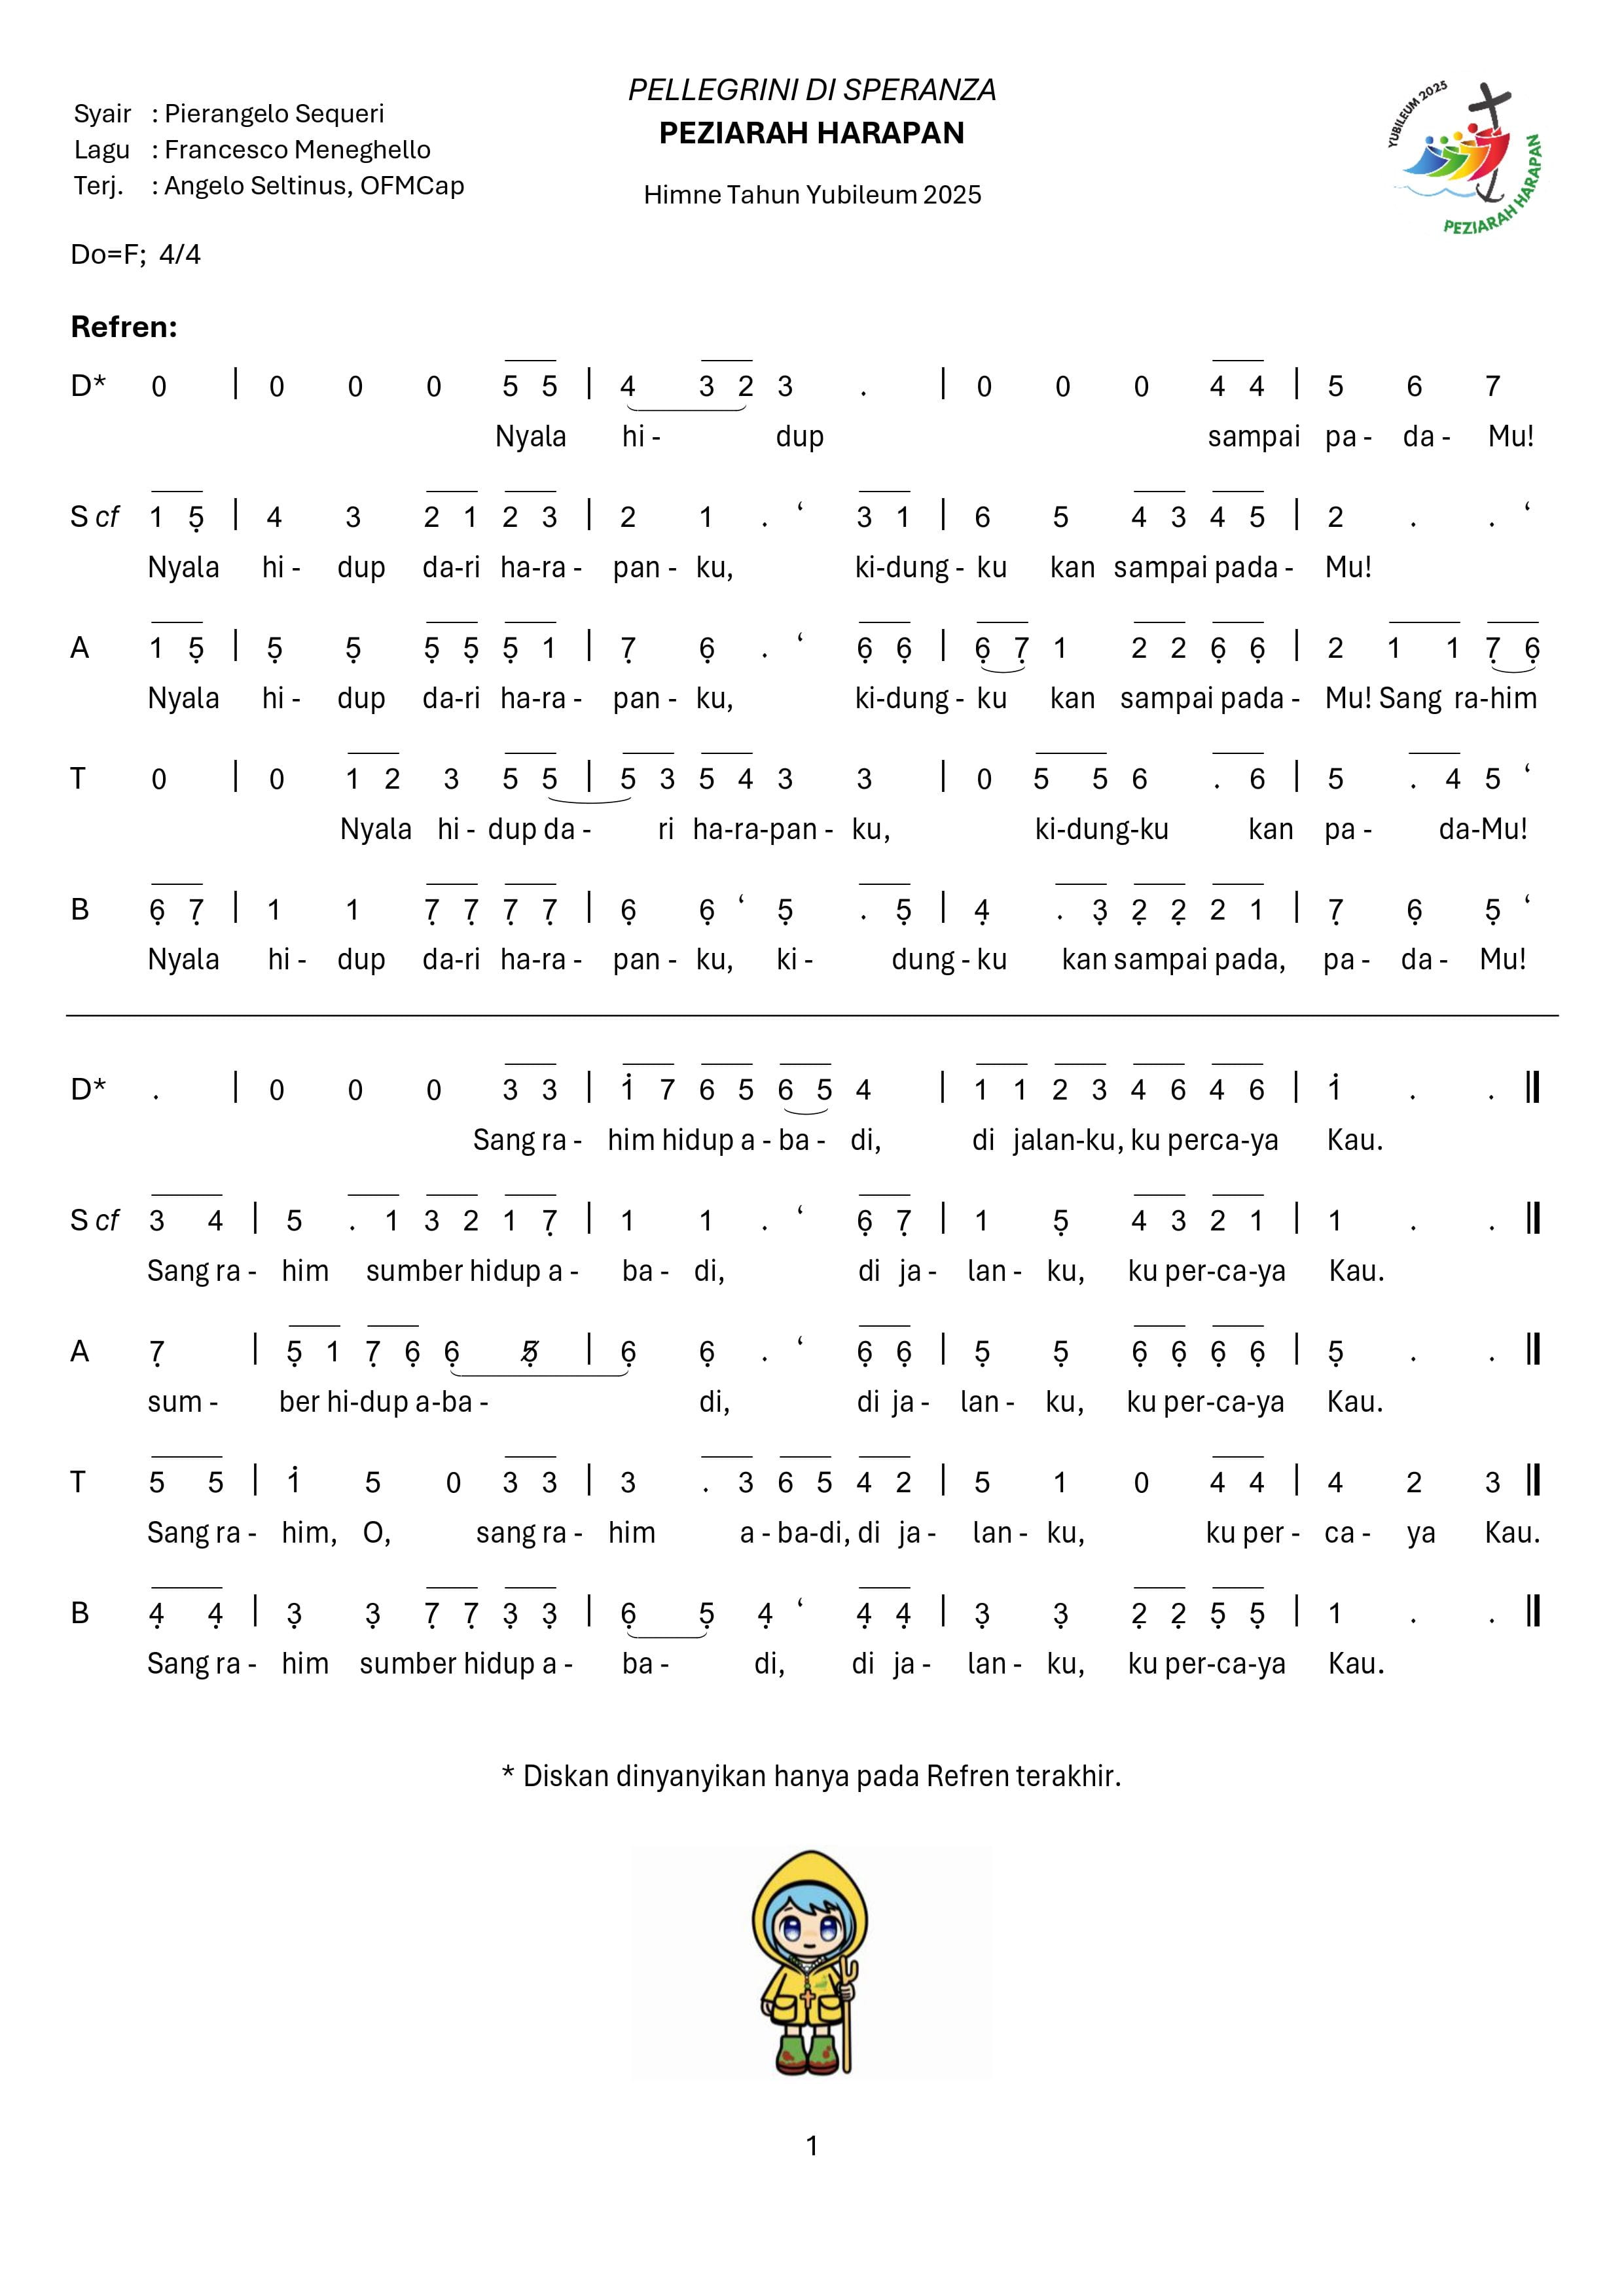 PELLEGRINI DI SPERANZA
PEZIARAH HARAPAN
Himne Tahun Yubileum 2025
Syair : Pierangelo Sequeri
Lagu : Francesco Meneghello
Terj. : Angelo Seltinus, OFMCap
YUBILEUM 2025
PEZIARAH HARAPAN
Do=F; 4/4
Refren:
D* 0 | 0 0 0 5 5 | 4 3 2 3 . | 0 0 0 4 4 | 5 6 7
Nyala hi - dup sampai pa - da - Mu!
S cf 1 5̣ | 4 3 2 1 2 3 | 2 1 . ‘ 3 1 | 6 5 4 3 4 5 | 2 . . ‘
Nyala hi - dup da-ri ha-ra - pan - ku, ki-dung - ku kan sampai pada - Mu!
A 1 5̣ | 5̣ 5̣ 5̣ 5̣ 5̣ 1 | 7̣ 6̣ . ‘ 6̣ 6̣ | 6̣ 7̣ 1 2 2 6̣ 6̣ | 2 1 1 7̣ 6̣
Nyala hi - dup da-ri ha-ra - pan - ku, ki-dung - ku kan sampai pada - Mu! Sang ra-him
T 0 | 0 1 2 3 5 5 | 5 3 5 4 3 3 | 0 5 5 6 . 6 | 5 . 4 5 ‘
Nyala hi - dup da - ri ha-ra-pan - ku, ki-dung-ku kan pa - da-Mu!
B 6̣ 7̣ | 1 1 7̣ 7̣ 7̣ 7̣ | 6̣ 6̣ ‘ 5̣ . 5̣ | 4̣ . 3̣ 2̣ 2̣ 2 1 | 7̣ 6̣ 5̣ ‘
Nyala hi - dup da-ri ha-ra - pan - ku, ki - dung - ku kan sampai pada, pa - da - Mu!
D* . | 0 0 0 3 3 | 1̇ 7 6 5 6 5 4 | 1 1 2 3 4 6 4 6 | 1̇ . . ||
Sang ra - him hidup a - ba - di, di jalan-ku, ku perca-ya Kau.
S cf 3 4 | 5 . 1 3 2 1 7̣ | 1 1 . ‘ 6̣ 7̣ | 1 5̣ 4 3 2 1 | 1 . . ||
Sang ra - him sumber hidup a - ba - di, di ja - lan - ku, ku per-ca-ya Kau.
A 7̣ | 5̣ 1 7̣ 6̣ 6̣ 5̷̣ | 6̣ 6̣ . ‘ 6̣ 6̣ | 5̣ 5̣ 6̣ 6̣ 6̣ 6̣ | 5̣ . . ||
sum - ber hi-dup a-ba - di, di ja - lan - ku, ku per-ca-ya Kau.
T 5 5 | 1̇ 5 0 3 3 | 3 . 3 6 5 4 2 | 5 1 0 4 4 | 4 2 3 ||
Sang ra - him, O, sang ra - him a - ba-di, di ja - lan - ku, ku per - ca - ya Kau.
B 4̣ 4̣ | 3̣ 3̣ 7̣ 7̣ 3̣ 3̣ | 6̣ 5̣ 4̣ ‘ 4̣ 4̣ | 3̣ 3̣ 2̣ 2̣ 5̣ 5̣ | 1 . . ||
Sang ra - him sumber hidup a - ba - di, di ja - lan - ku, ku per-ca-ya Kau.
* Diskan dinyanyikan hanya pada Refren terakhir.
1